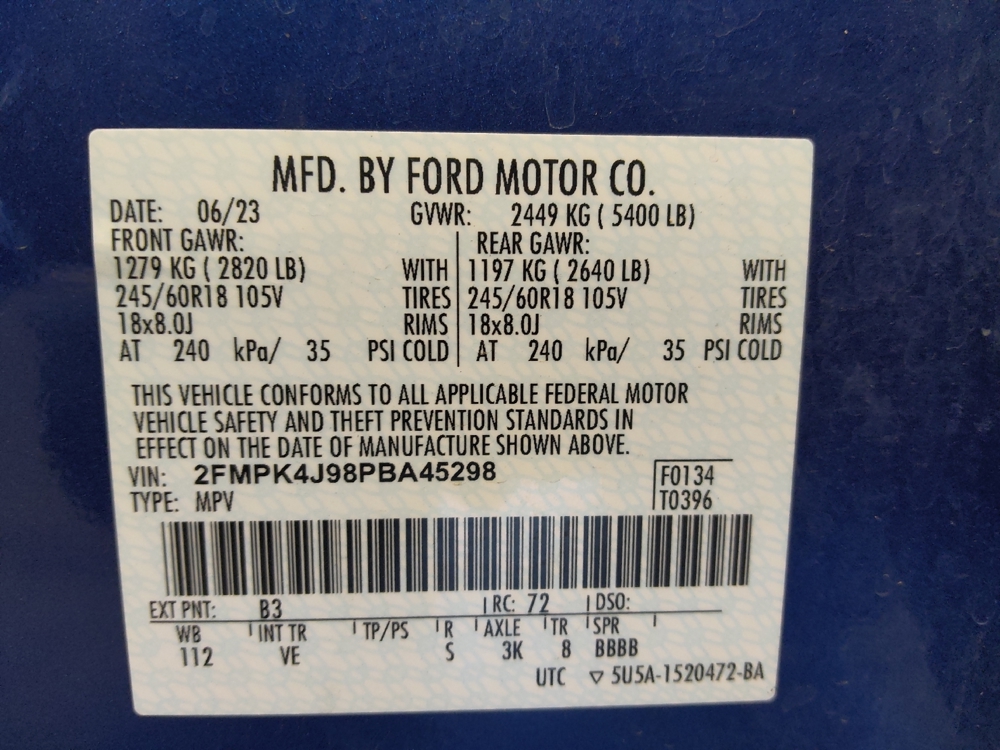 MFD. BY FORD MOTOR CO.
DATE: 06/23 GVWR: 2449 KG ( 5400 LB)
FRONT GAWR: REAR GAWR:
1279 KG ( 2820 LB) WITH 1197 KG ( 2640 LB) WITH
245/60R18 105V TIRES 245/60R18 105V TIRES
18x8.0J RIMS 18x8.0J RIMS
AT 240 kPa/ 35 PSI COLD AT 240 kPa/ 35 PSI COLD
THIS VEHICLE CONFORMS TO ALL APPLICABLE FEDERAL MOTOR
VEHICLE SAFETY AND THEFT PREVENTION STANDARDS IN
EFFECT ON THE DATE OF MANUFACTURE SHOWN ABOVE.
VIN: 2FMPK4J98PBA45298 F0134
TYPE: MPV T0396
EXT PNT: B3 RC: 72 DSO:
WB INT TR TP/PS R AXLE TR SPR
112 VE S 3K 8 BBBB
UTC ▽ 5U5A-1520472-BA